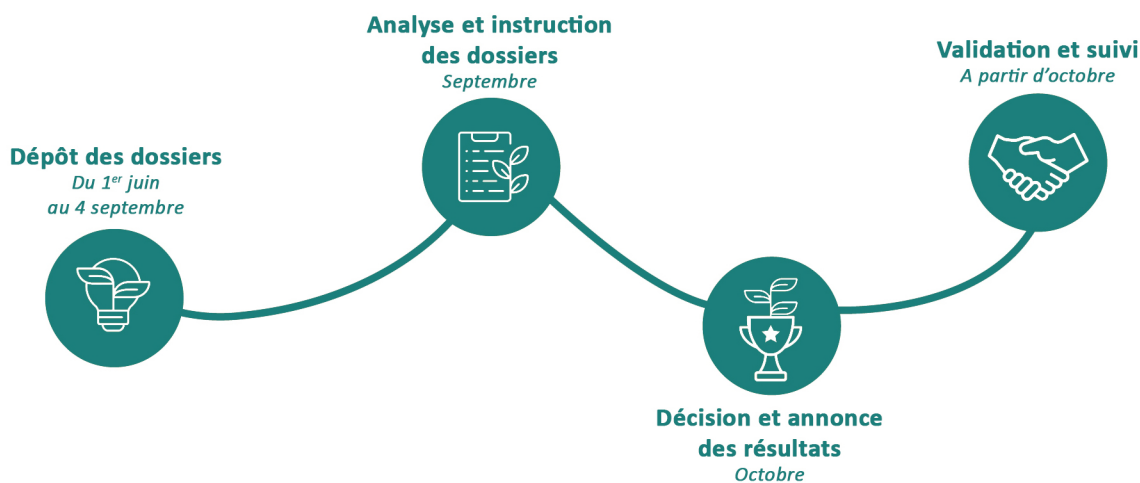 Dépôt des dossiers
Du 1er juin
au 4 septembre
Analyse et instruction
des dossiers
Septembre
Décision et annonce
des résultats
Octobre
Validation et suivi
A partir d'octobre